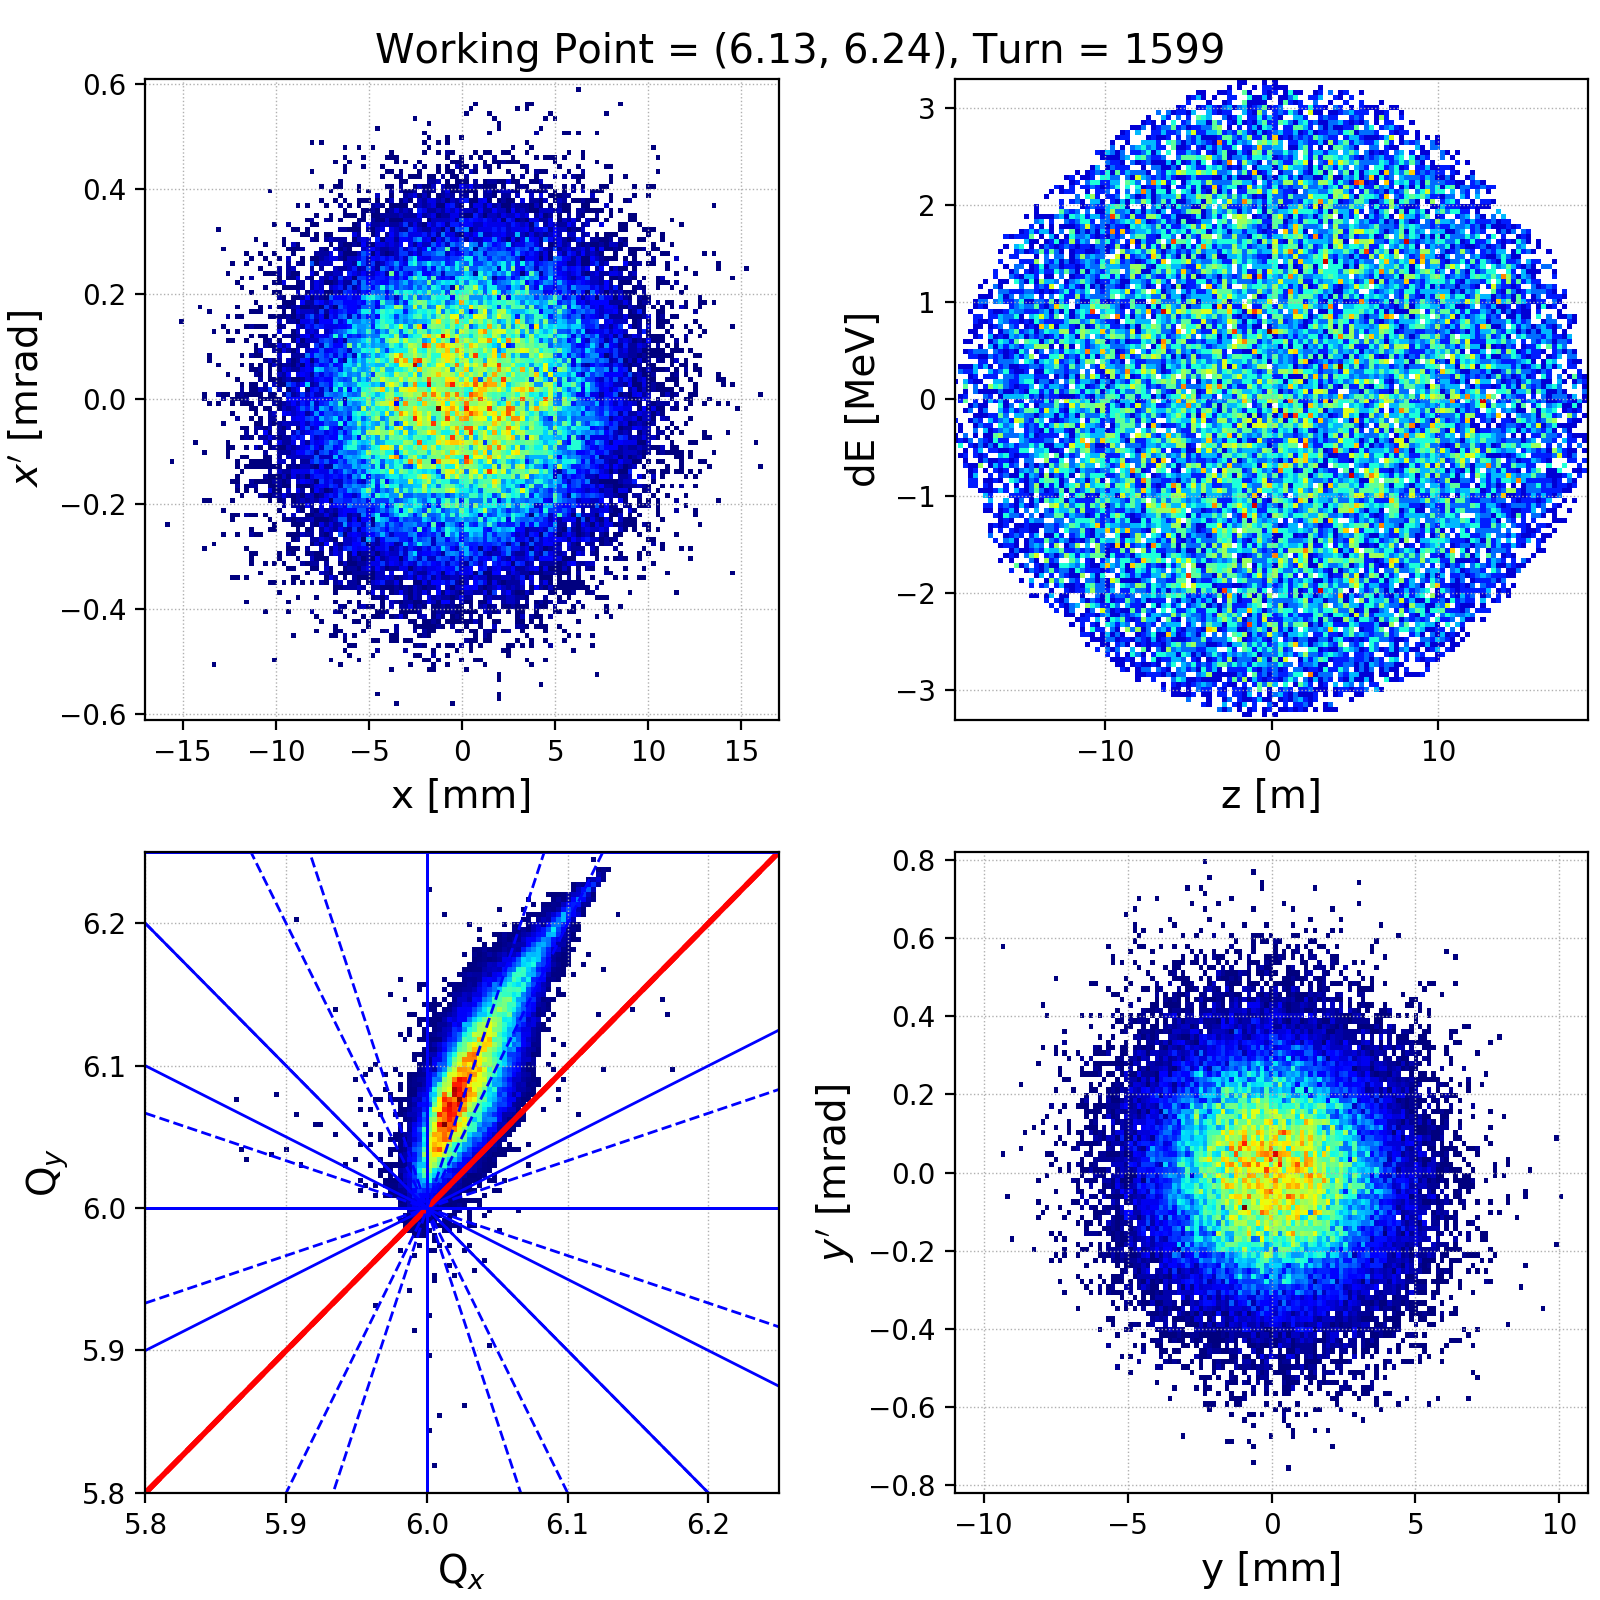 Working Point = (6.13, 6.24), Turn = 1599
0.6
0.4
0.2
0.0
−0.2
−0.4
−0.6
x′ [mrad]
−15 −10 −5 0 5 10 15
x [mm]
3
2
1
0
−1
−2
−3
dE [MeV]
−10 0 10
z [m]
6.2
6.1
6.0
5.9
5.8
Qy
5.8 5.9 6.0 6.1 6.2
Qx
0.8
0.6
0.4
0.2
0.0
−0.2
−0.4
−0.6
−0.8
y′ [mrad]
−10 −5 0 5 10
y [mm]